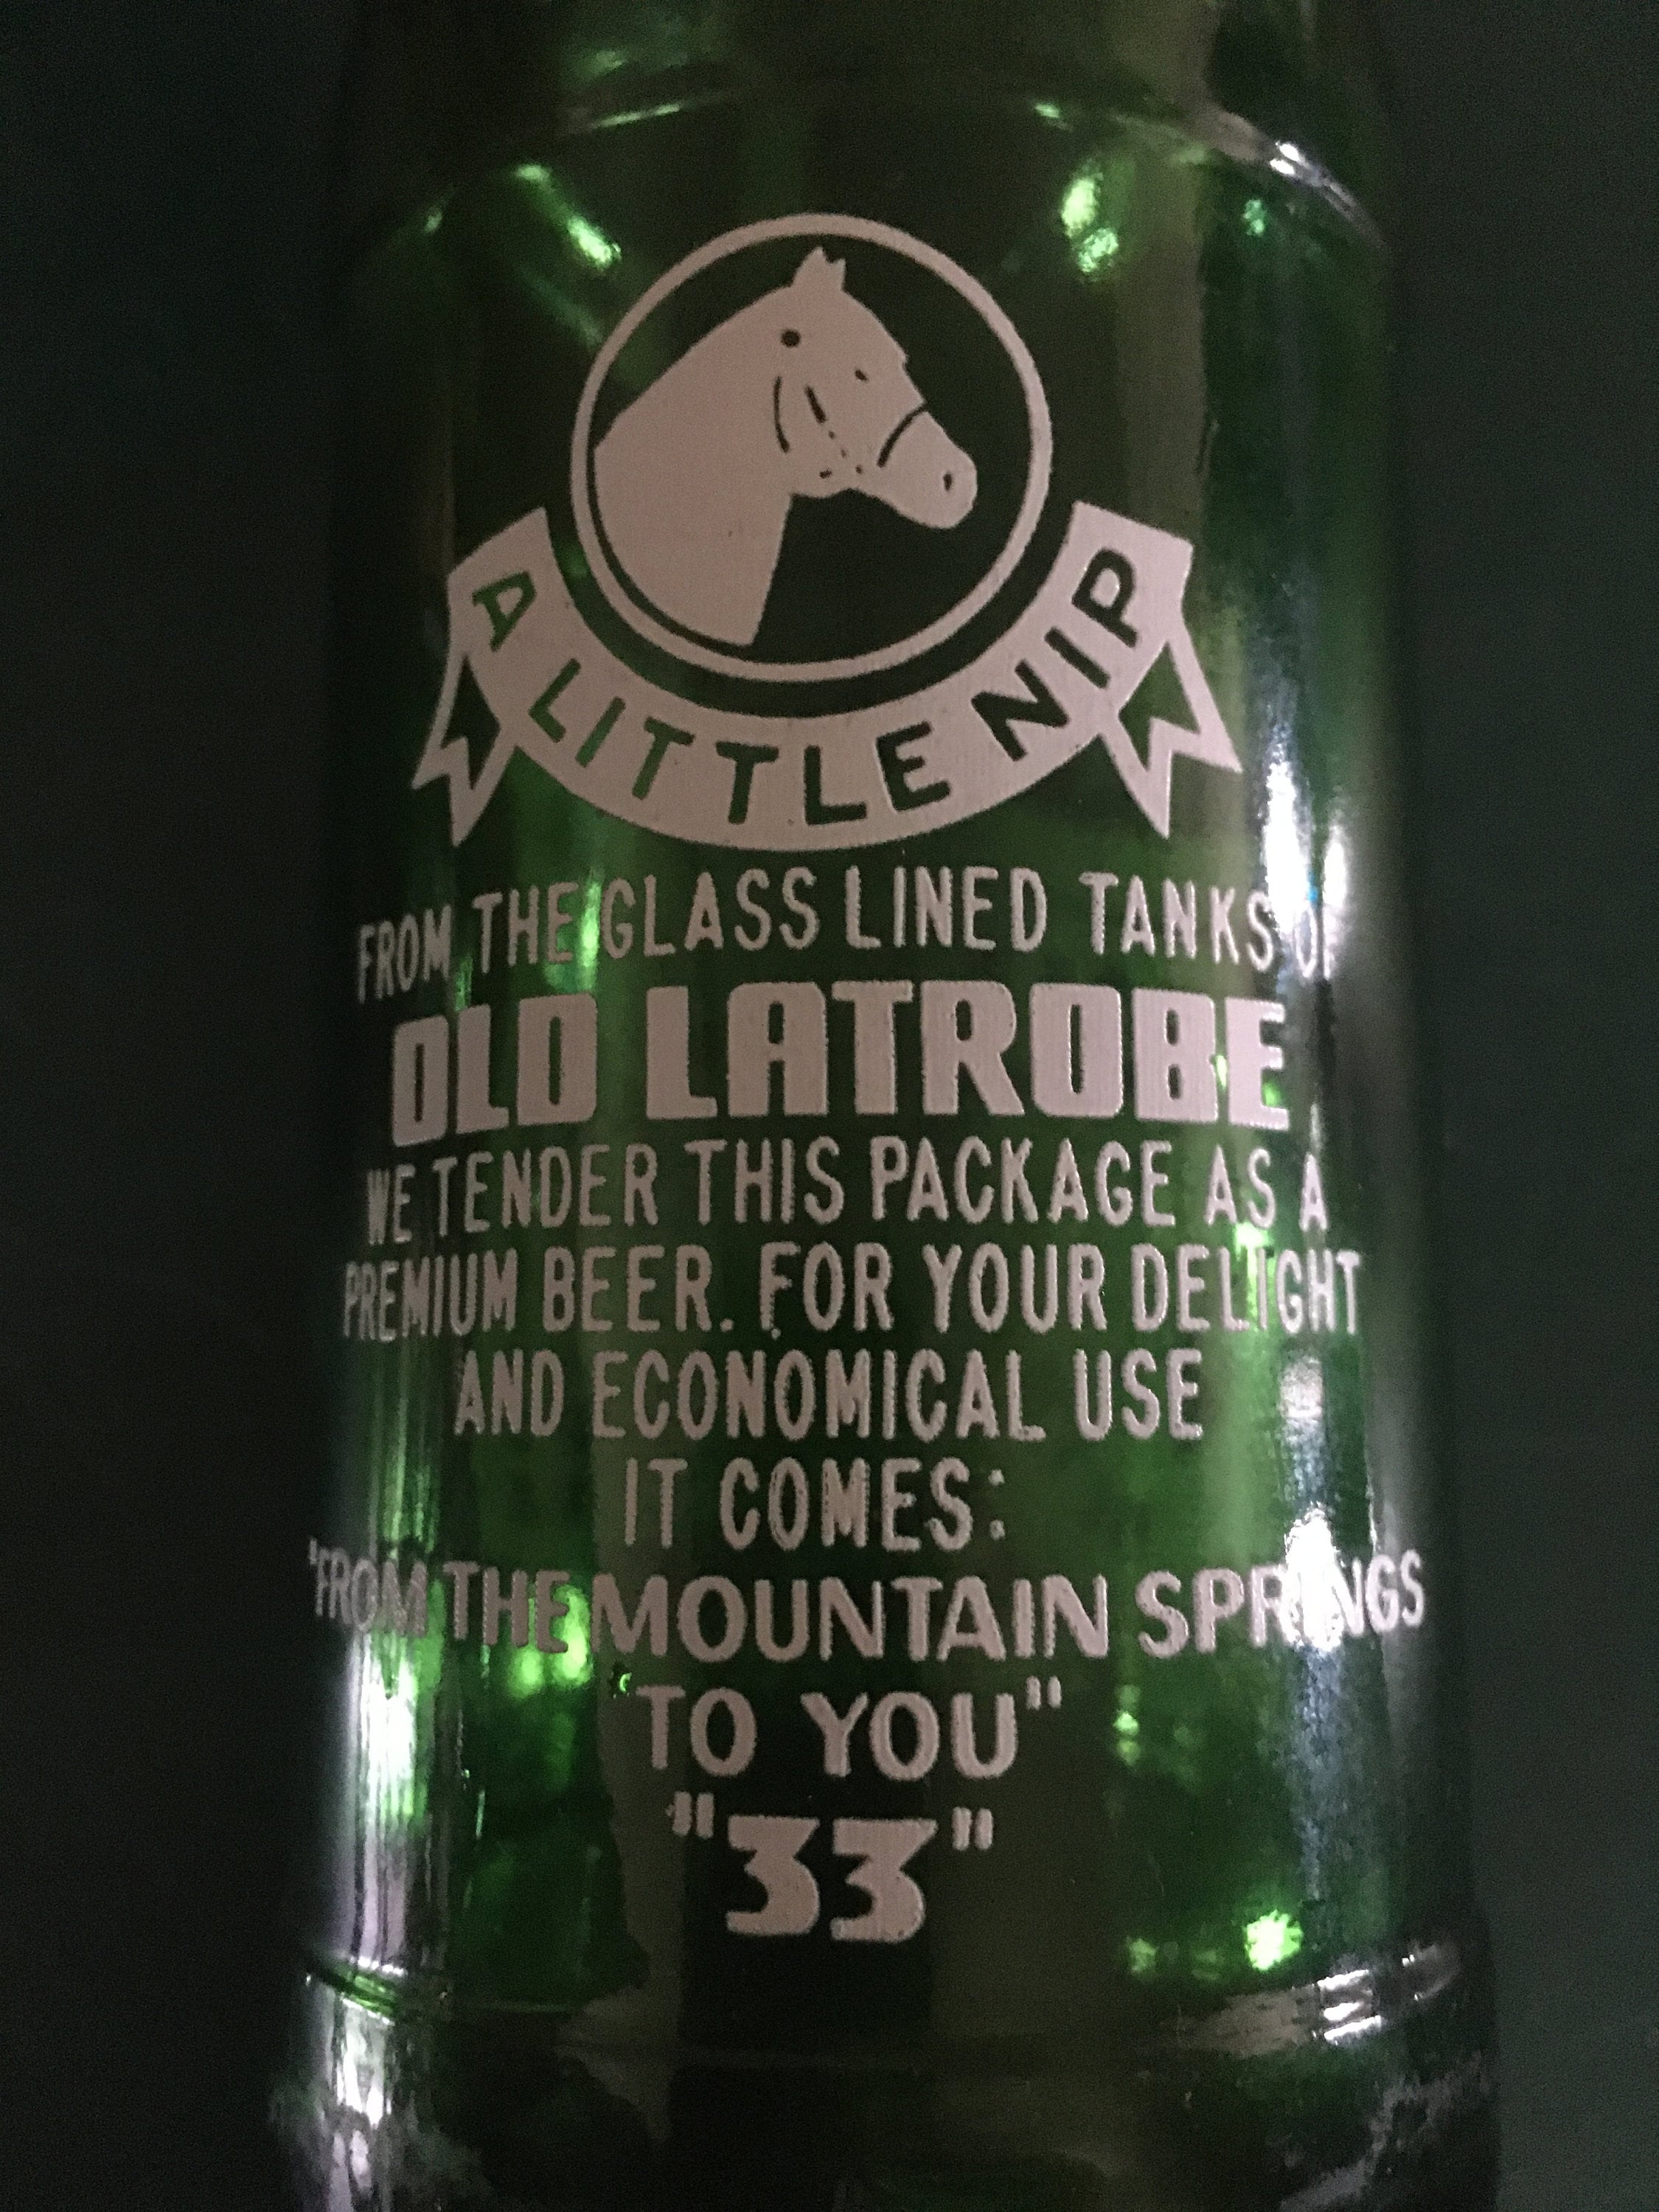 A LITTLE NIP
FROM THE GLASS LINED TANKS OF
OLD LATROBE
WE TENDER THIS PACKAGE AS A
PREMIUM BEER. FOR YOUR DELIGHT
AND ECONOMICAL USE
IT COMES:
"FROM THE MOUNTAIN SPRINGS
TO YOU"
"33"